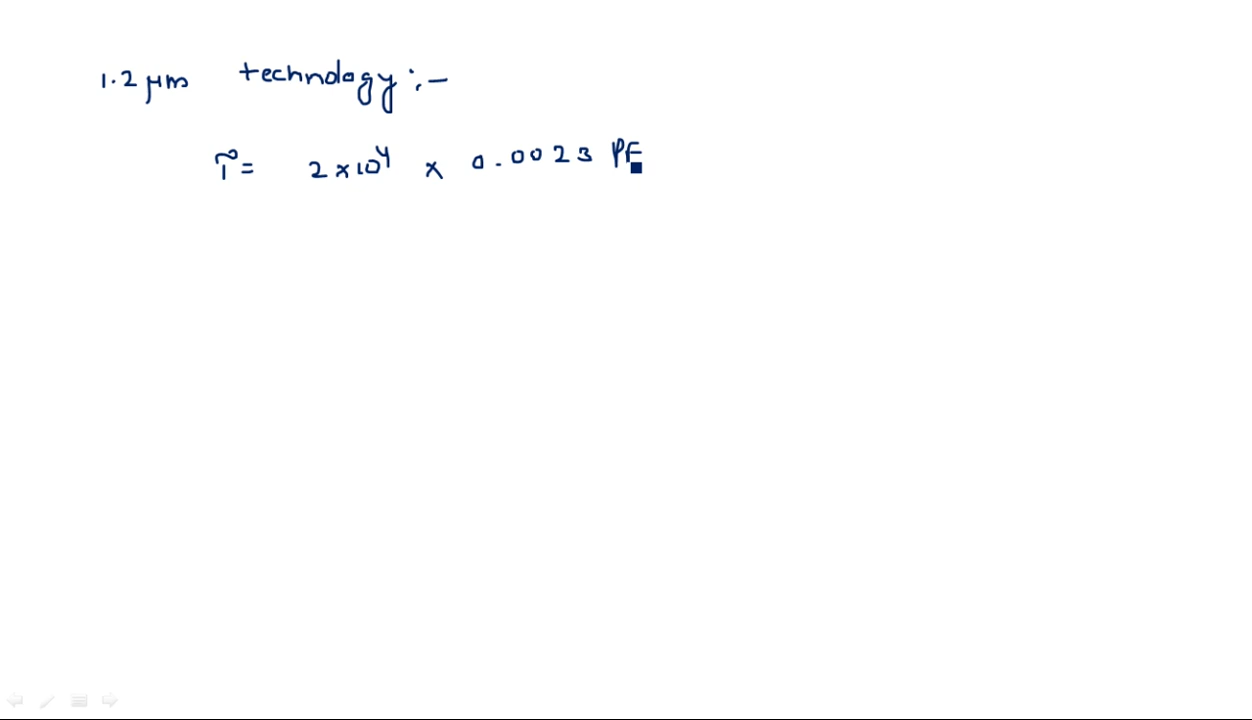 1.2 μm technology :-
τ = 2 × 10⁴ × 0.0023 PF